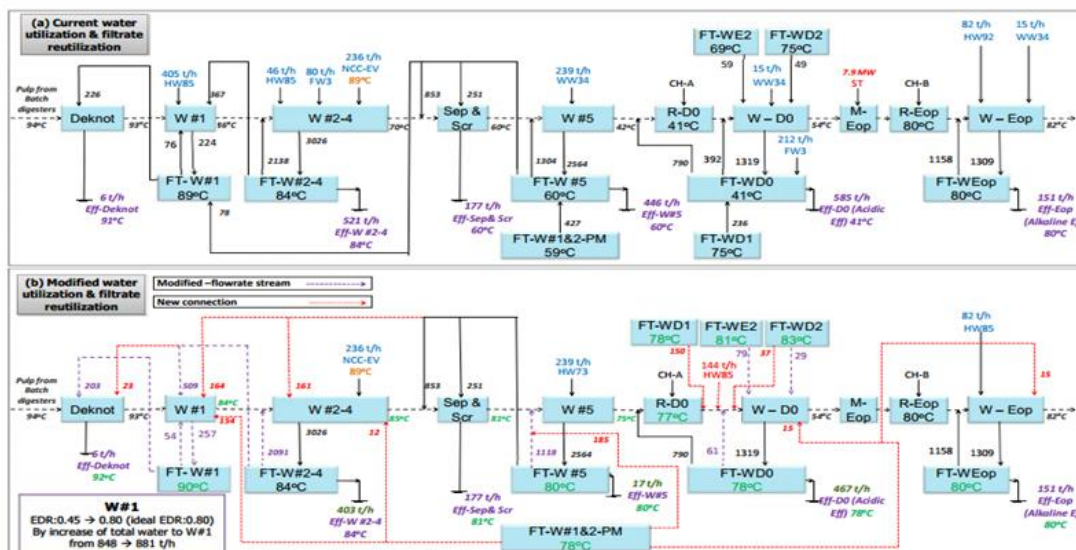 (a) Current water
utilization & filtrate
reutilization
FT-WE2
69°C
FT-WD2
75°C
82 t/h
HW92
15 t/h
WW34
236 t/h
NCC-EV
89°C
405 t/h
HW85
46 t/h
HW85
80 t/h
FW3
239 t/h
WW34
59
15 t/h
WW34
49
7.9 MW
ST
CH-A
CH-B
Pulp from
Batch
digesters
226
367
853
251
94°C
Deknot
93°C
W #1
96°C
W #2-4
70°C
Sep &
Scr
60°C
W #5
42°C
R-D0
41°C
W – D0
54°C
M-
Eop
R-Eop
80°C
W – Eop
82°C
76
224
2138
3026
1304
2564
790
392
1319
212 t/h
FW3
1158
1309
FT- W#1
89°C
FT-W#2-4
84°C
FT-W #5
60°C
FT-WD0
41°C
FT-WEop
80°C
6 t/h
Eff-Deknot
91°C
78
521 t/h
Eff-W #2-4
84°C
177 t/h
Eff-Sep& Scr
60°C
446 t/h
Eff-W#5
60°C
585 t/h
Eff-D0 (Acidic
Eff) 41°C
151 t/h
Eff-Eop
(Alkaline E
80°C
427
236
FT-W#1&2-PM
59°C
FT-WD1
75°C
(b) Modified water
utilization & filtrate
reutilization
Modified –flowrate stream
New connection
82 t/h
HW85
FT-WD1
78°C
FT-WE2
81°C
FT-WD2
83°C
236 t/h
NCC-EV
89°C
239 t/h
HW73
150
144 t/h
HW85
79
37
29
CH-A
CH-B
Pulp from
Batch
digesters
203
23
509
164
161
853
251
15
94°C
Deknot
93°C
W #1
84°C
154
W #2-4
85°C
12
Sep &
Scr
81°C
W #5
75°C
R-D0
77°C
W – D0
15
54°C
M-
Eop
R-Eop
80°C
W – Eop
82°C
54
257
2091
3026
1118
185
2564
790
61
1319
1158
1309
6 t/h
Eff-Deknot
92°C
FT- W#1
90°C
FT-W#2-4
84°C
FT-W #5
80°C
FT-WD0
78°C
FT-WEop
80°C
403 t/h
Eff-W #2-4
84°C
177 t/h
Eff-Sep& Scr
81°C
17 t/h
Eff-W#5
80°C
467 t/h
Eff-D0 (Acidic
Eff) 78°C
151 t/h
Eff-Eop
(Alkaline E
80°C
FT-W#1&2-PM
78°C
W#1
EDR:0.45 → 0.80 (ideal EDR:0.80)
By increase of total water to W#1
from 848 → 881 t/h